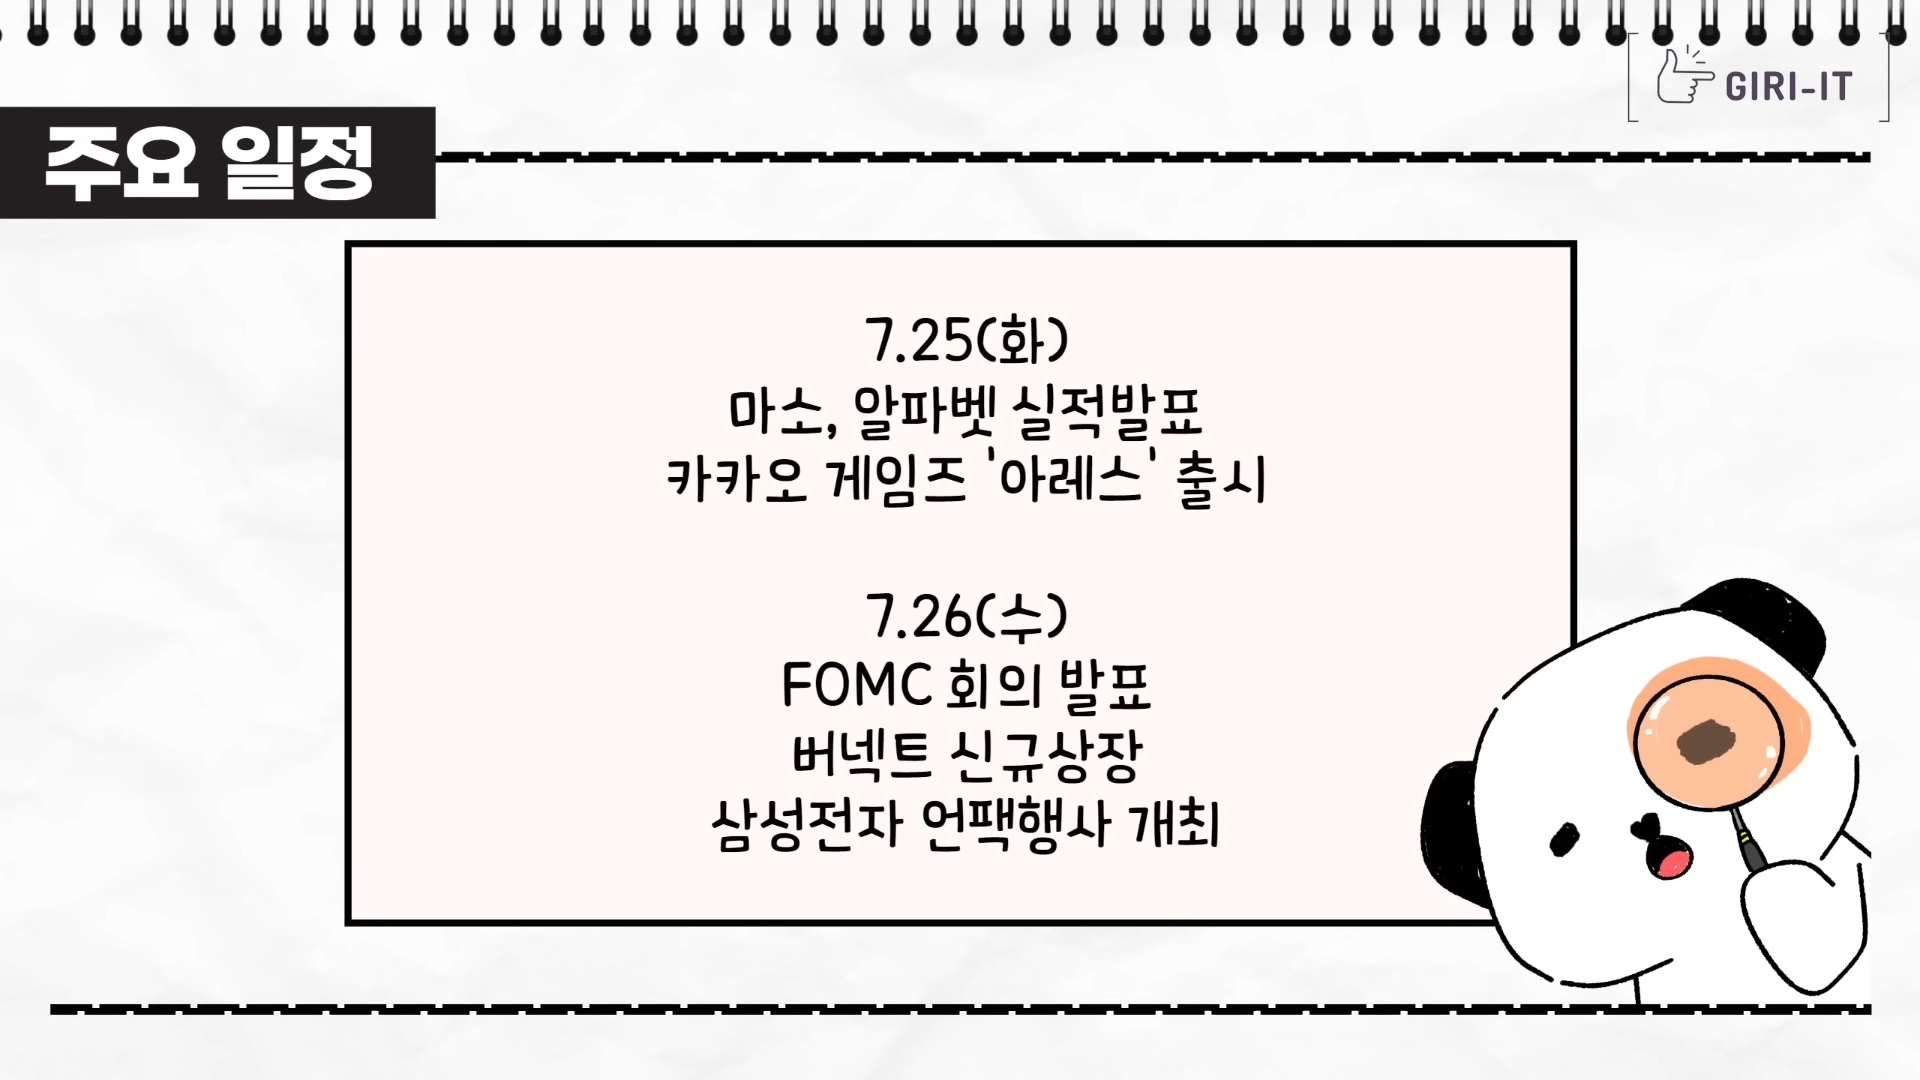 GIRI-IT
주요 일정
7.25(화)
마소, 알파벳 실적발표
카카오 게임즈 '아레스' 출시
7.26(수)
FOMC 회의 발표
버넥트 신규상장
삼성전자 언팩행사 개최